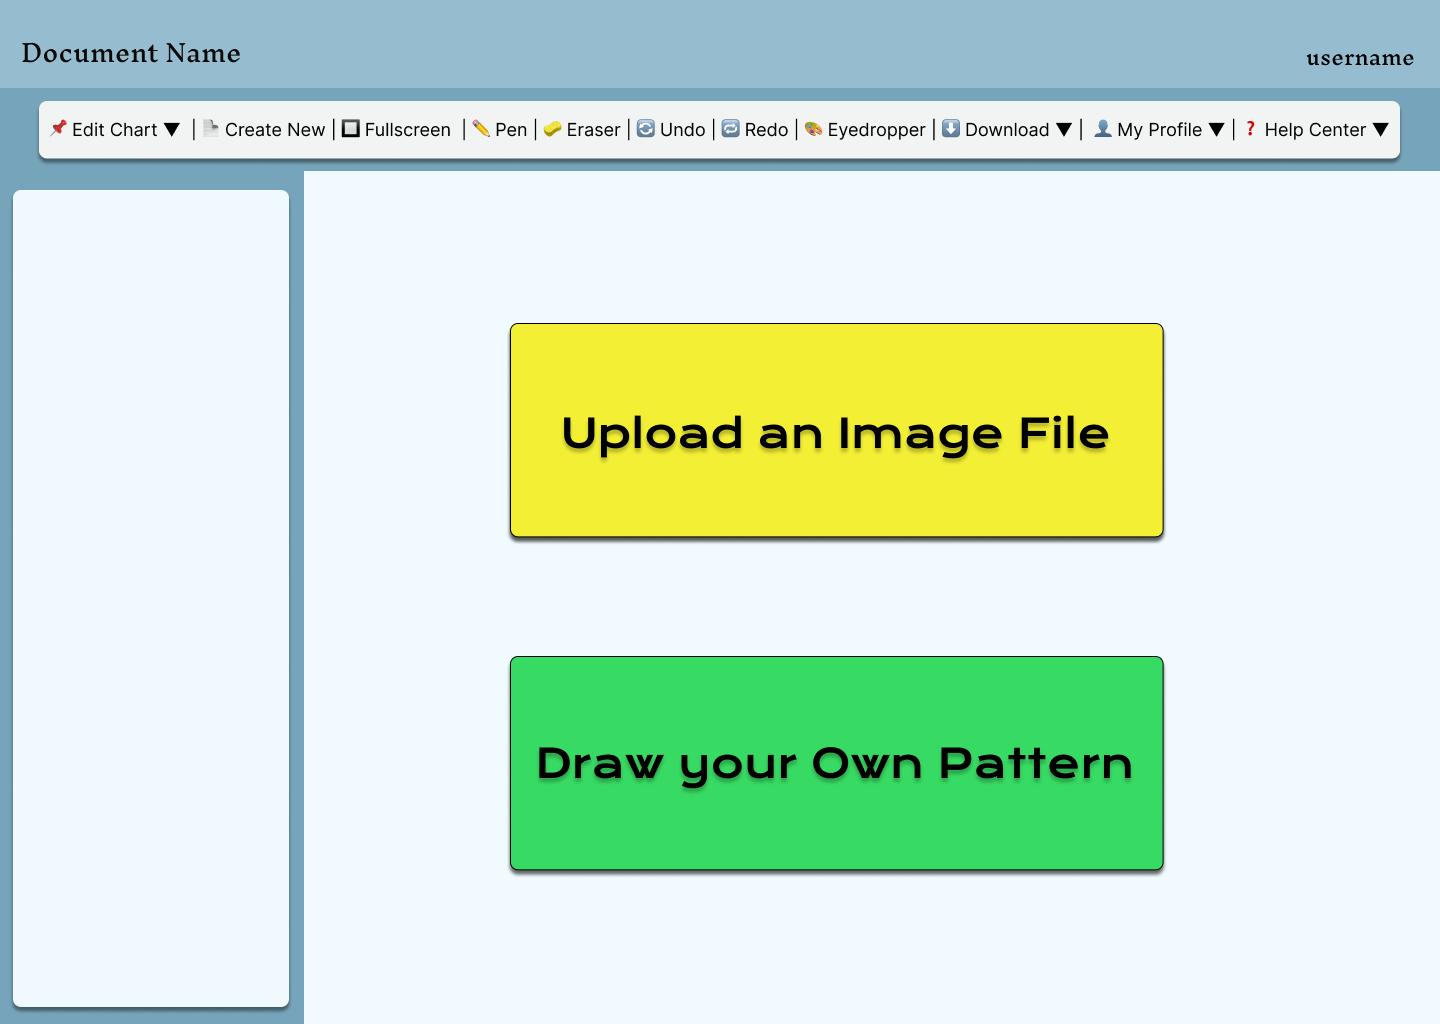 Document Name
username
📌 Edit Chart ▼ | 📄 Create New | 🔲 Fullscreen | ✏️ Pen | 🧽 Eraser | 🔄 Undo | 🔁 Redo | 🎨 Eyedropper | ⬇️ Download ▼ | 👤 My Profile ▼ | ❓ Help Center ▼
Upload an Image File
Draw your Own Pattern